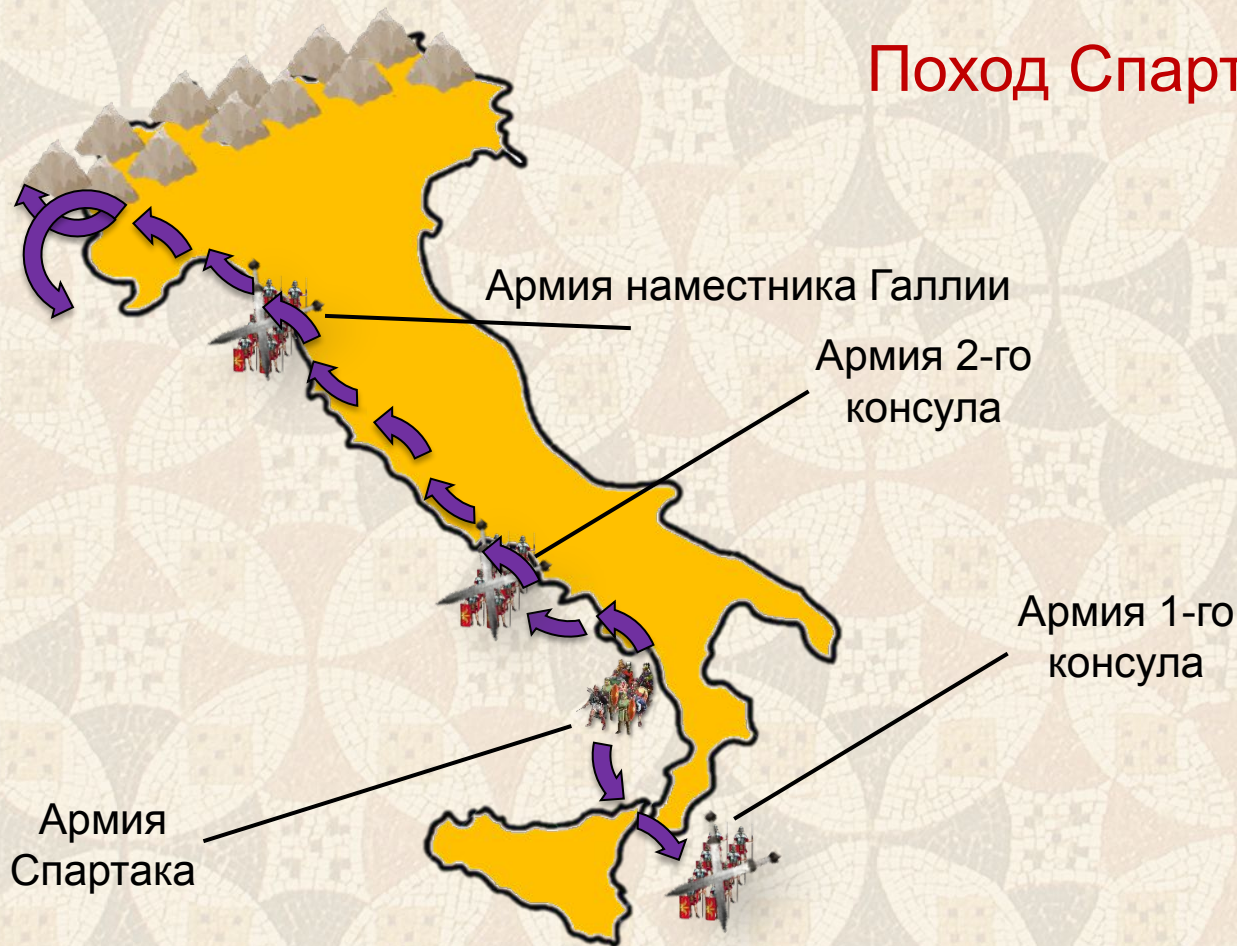 Поход Спарт
Армия наместника Галлии
Армия 2-го
консула
Армия 1-го
консула
Армия
Спартака